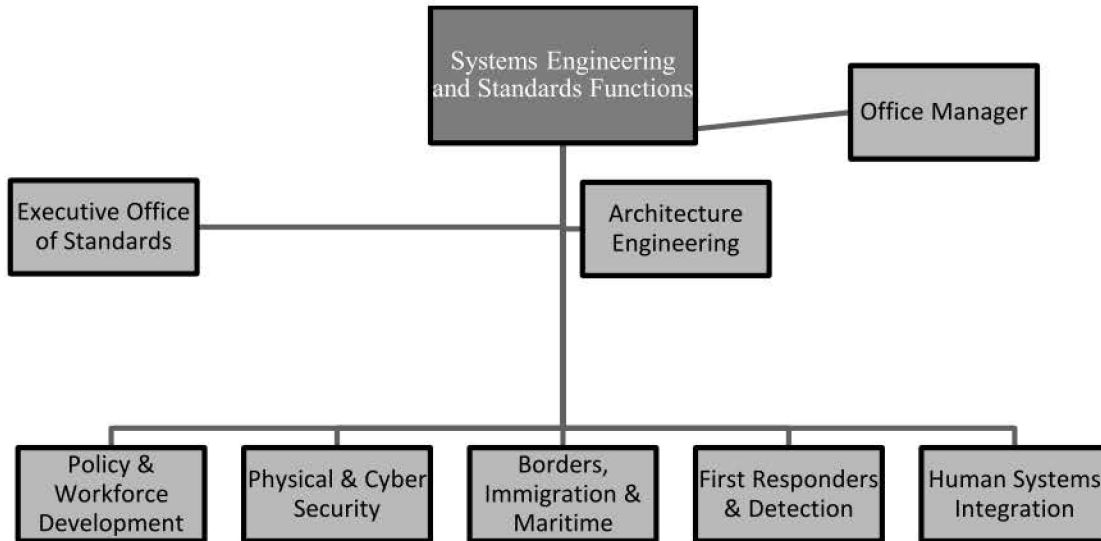 Systems Engineering
and Standards Functions
Office Manager
Executive Office
of Standards
Architecture
Engineering
Policy &
Workforce
Development
Physical & Cyber
Security
Borders,
Immigration &
Maritime
First Responders
& Detection
Human Systems
Integration